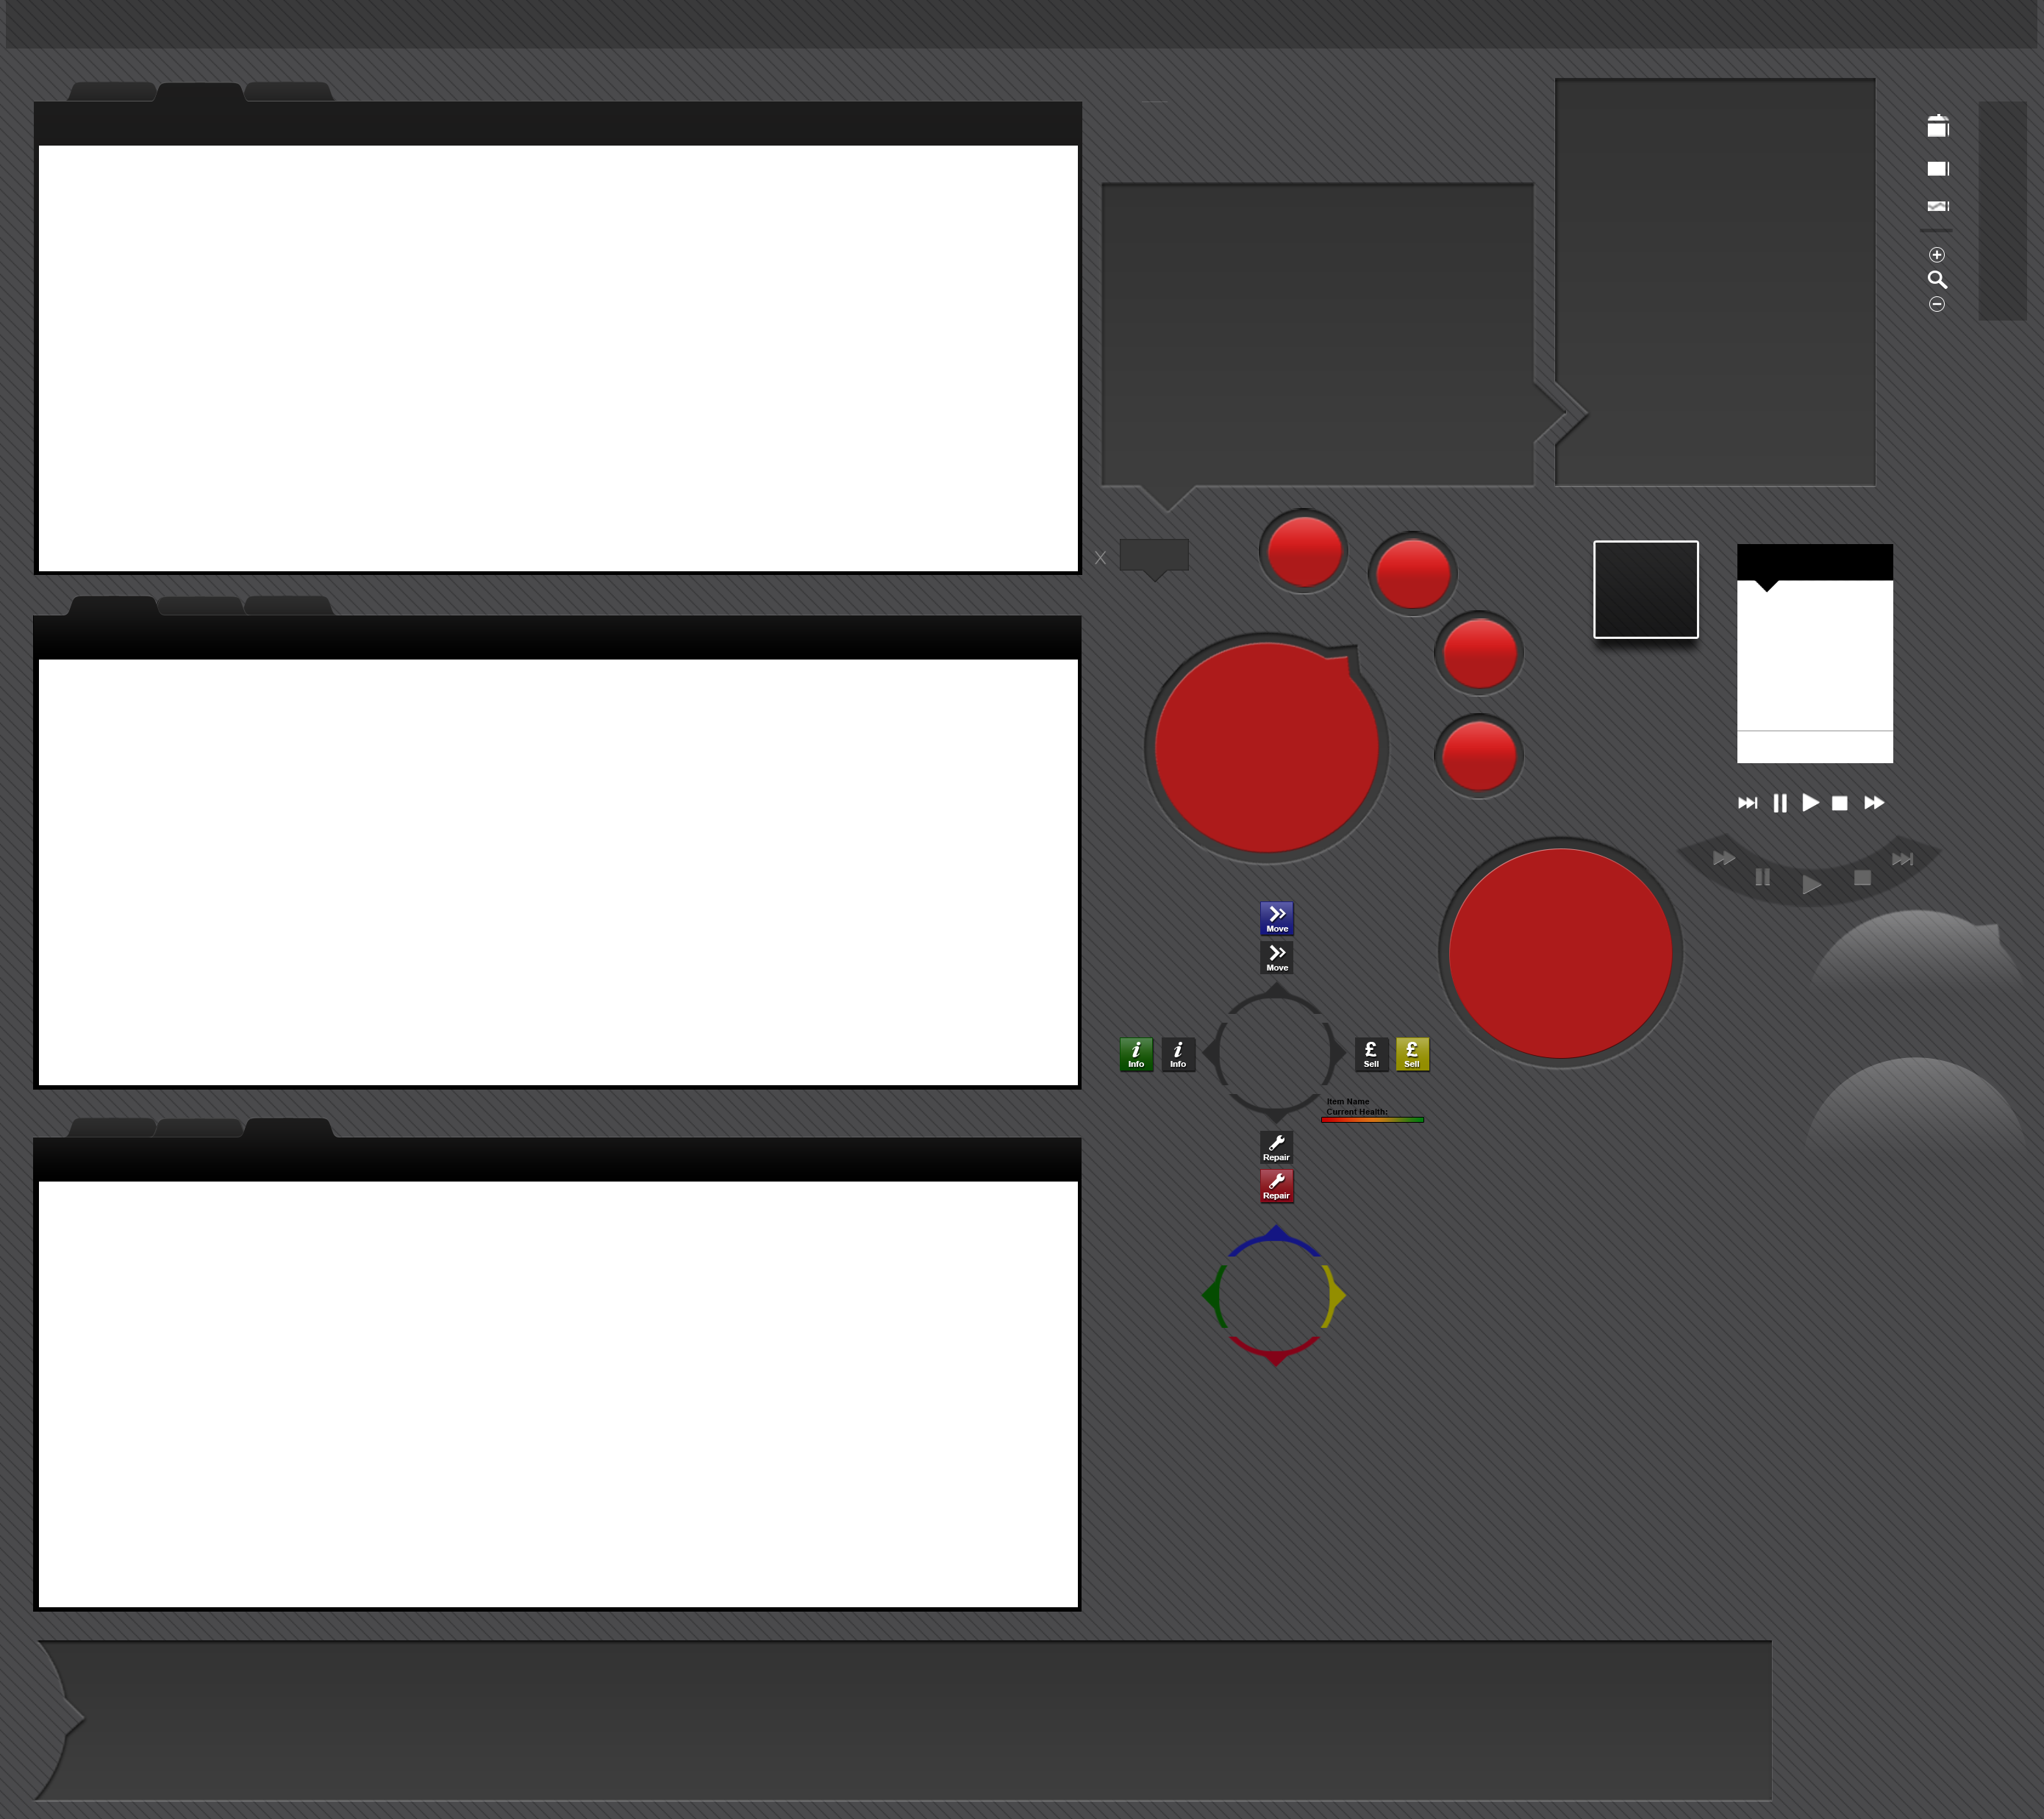 X
Move
Move
i
Info
i
Info
£
Sell
£
Sell
Item Name
Current Health:
Repair
Repair